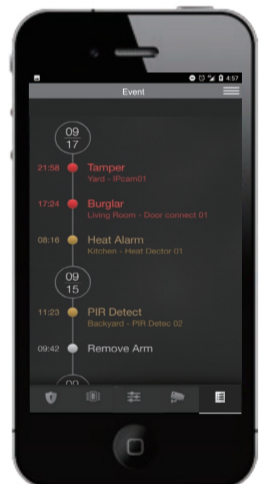 4:57
Event
09
17
21:58 Tamper
Yard - IPcam01
17:24 Burglar
Living Room - Door connect 01
08:16 Heat Alarm
Kitchen - Heat Dector 01
09
15
11:23 PIR Detect
Backyard - PIR Detec 02
09:42 Remove Arm
09